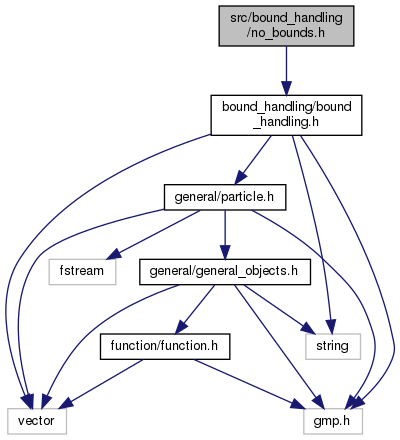 src/bound_handling
/no_bounds.h
bound_handling/bound
_handling.h
general/particle.h
fstream
general/general_objects.h
function/function.h
string
vector
gmp.h